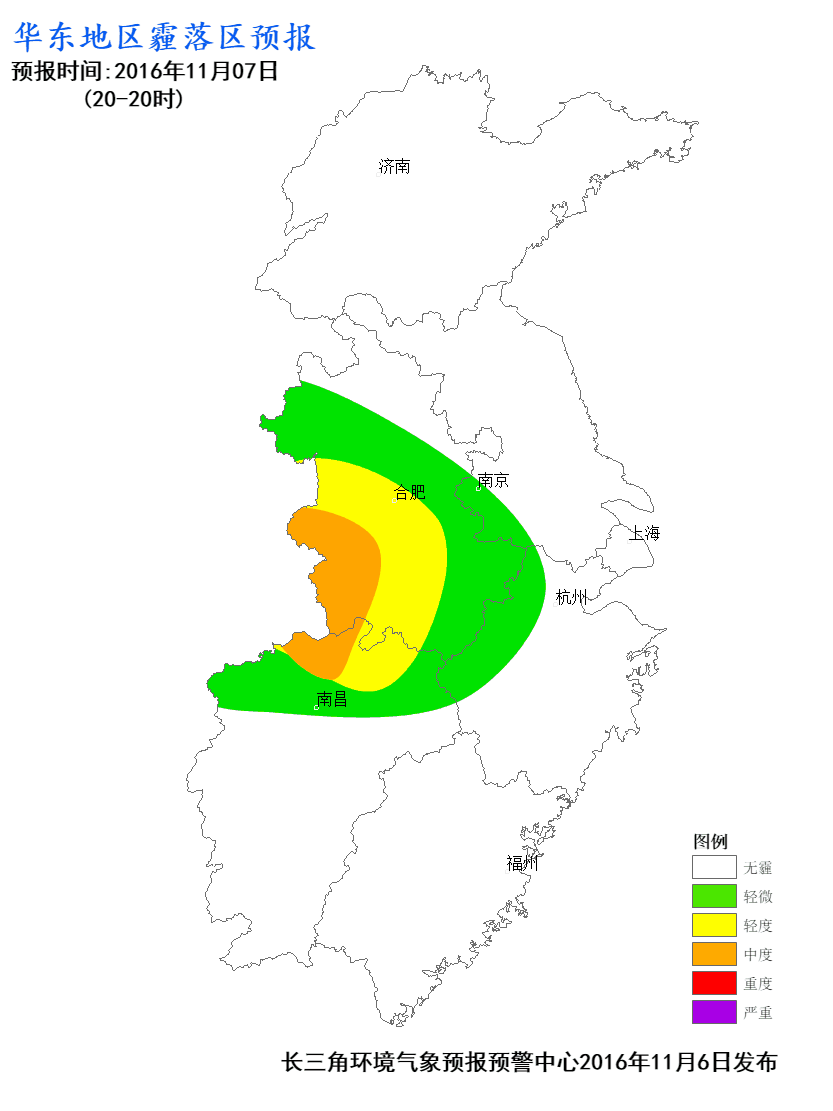 华东地区霾落区预报
预报时间:2016年11月07日
(20-20时)
济南
南京
合肥
上海
杭州
南昌
福州
图例
无霾
轻微
轻度
中度
重度
严重
长三角环境气象预报预警中心2016年11月6日发布